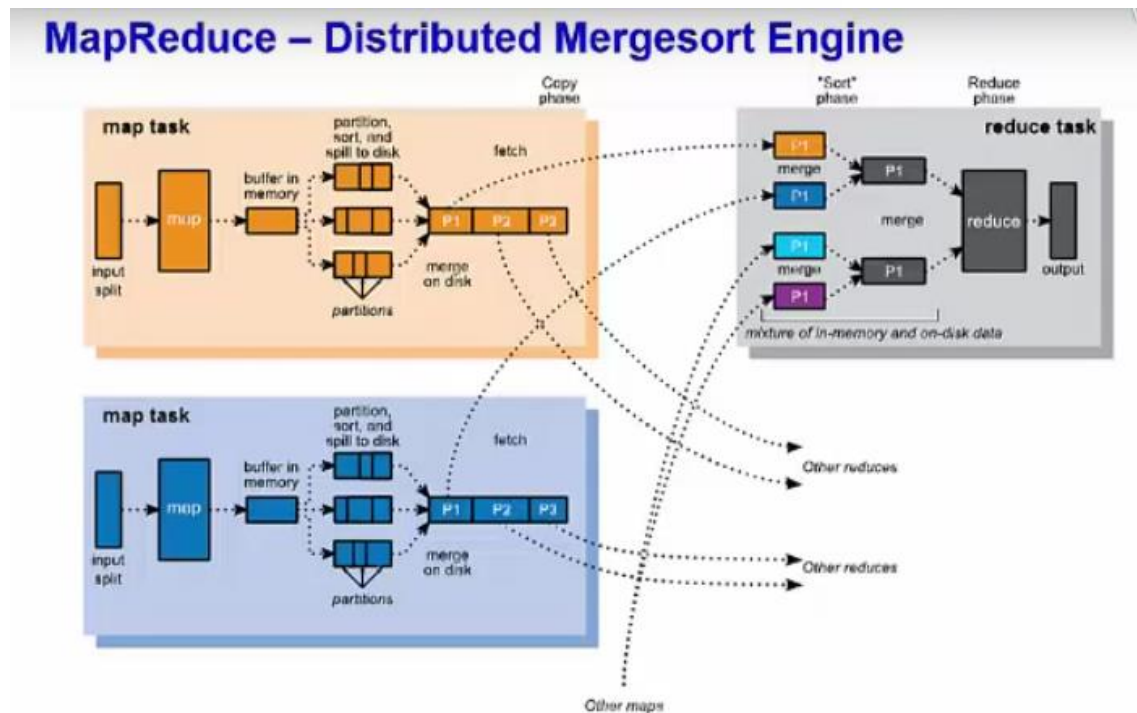 MapReduce – Distributed Mergesort Engine
Copy
phase
"Sort"
phase
Reduce
phase
map task
partition,
sort, and
spill to disk
fetch
buffer in
memory
input
split
map
P1 P2 P3
merge
on disk
partitions
reduce task
P1
merge
P1
P1
merge
P1
P1
merge
P1
reduce
output
mixture of in-memory and on-disk data
map task
partition,
sort, and
spill to disk
fetch
buffer in
memory
input
split
map
P1 P2 P3
merge
on disk
partitions
Other reduces
Other reduces
Other maps